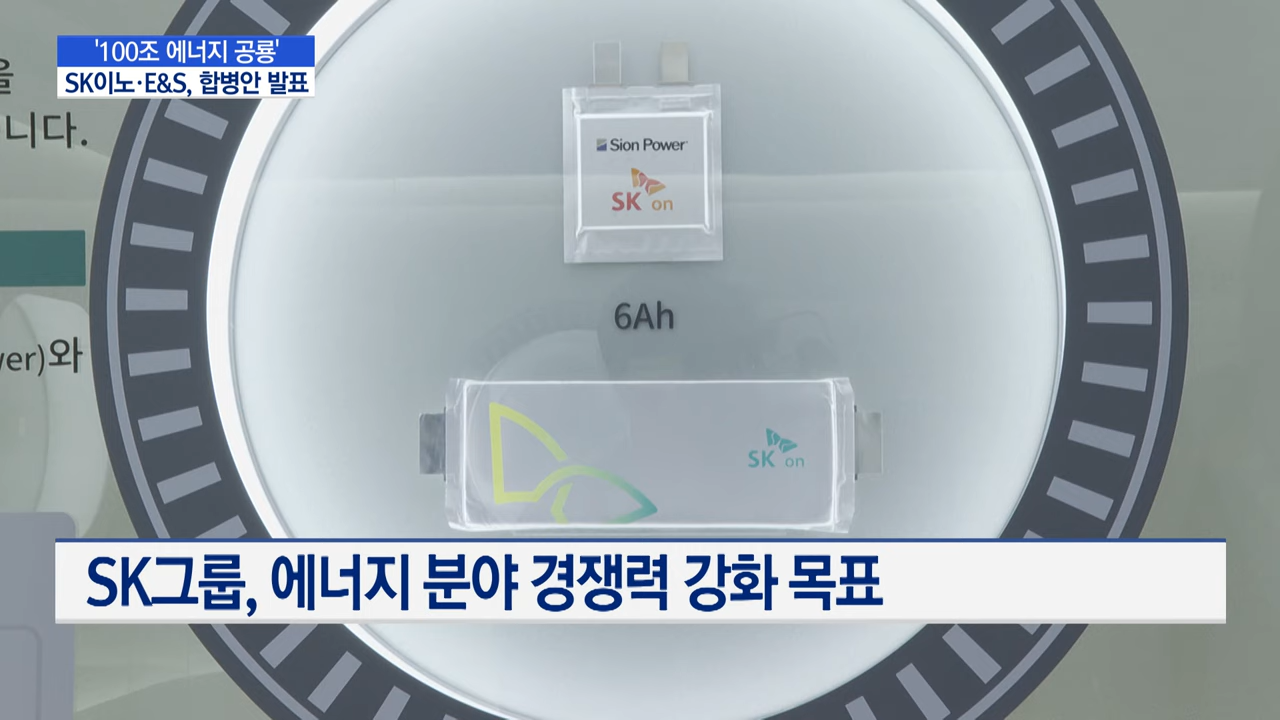 '100조 에너지 공룡'
SK이노·E&S, 합병안 발표
을
니다.
Sion Power
SK on
6Ah
wer)와
SK on
SK그룹, 에너지 분야 경쟁력 강화 목표